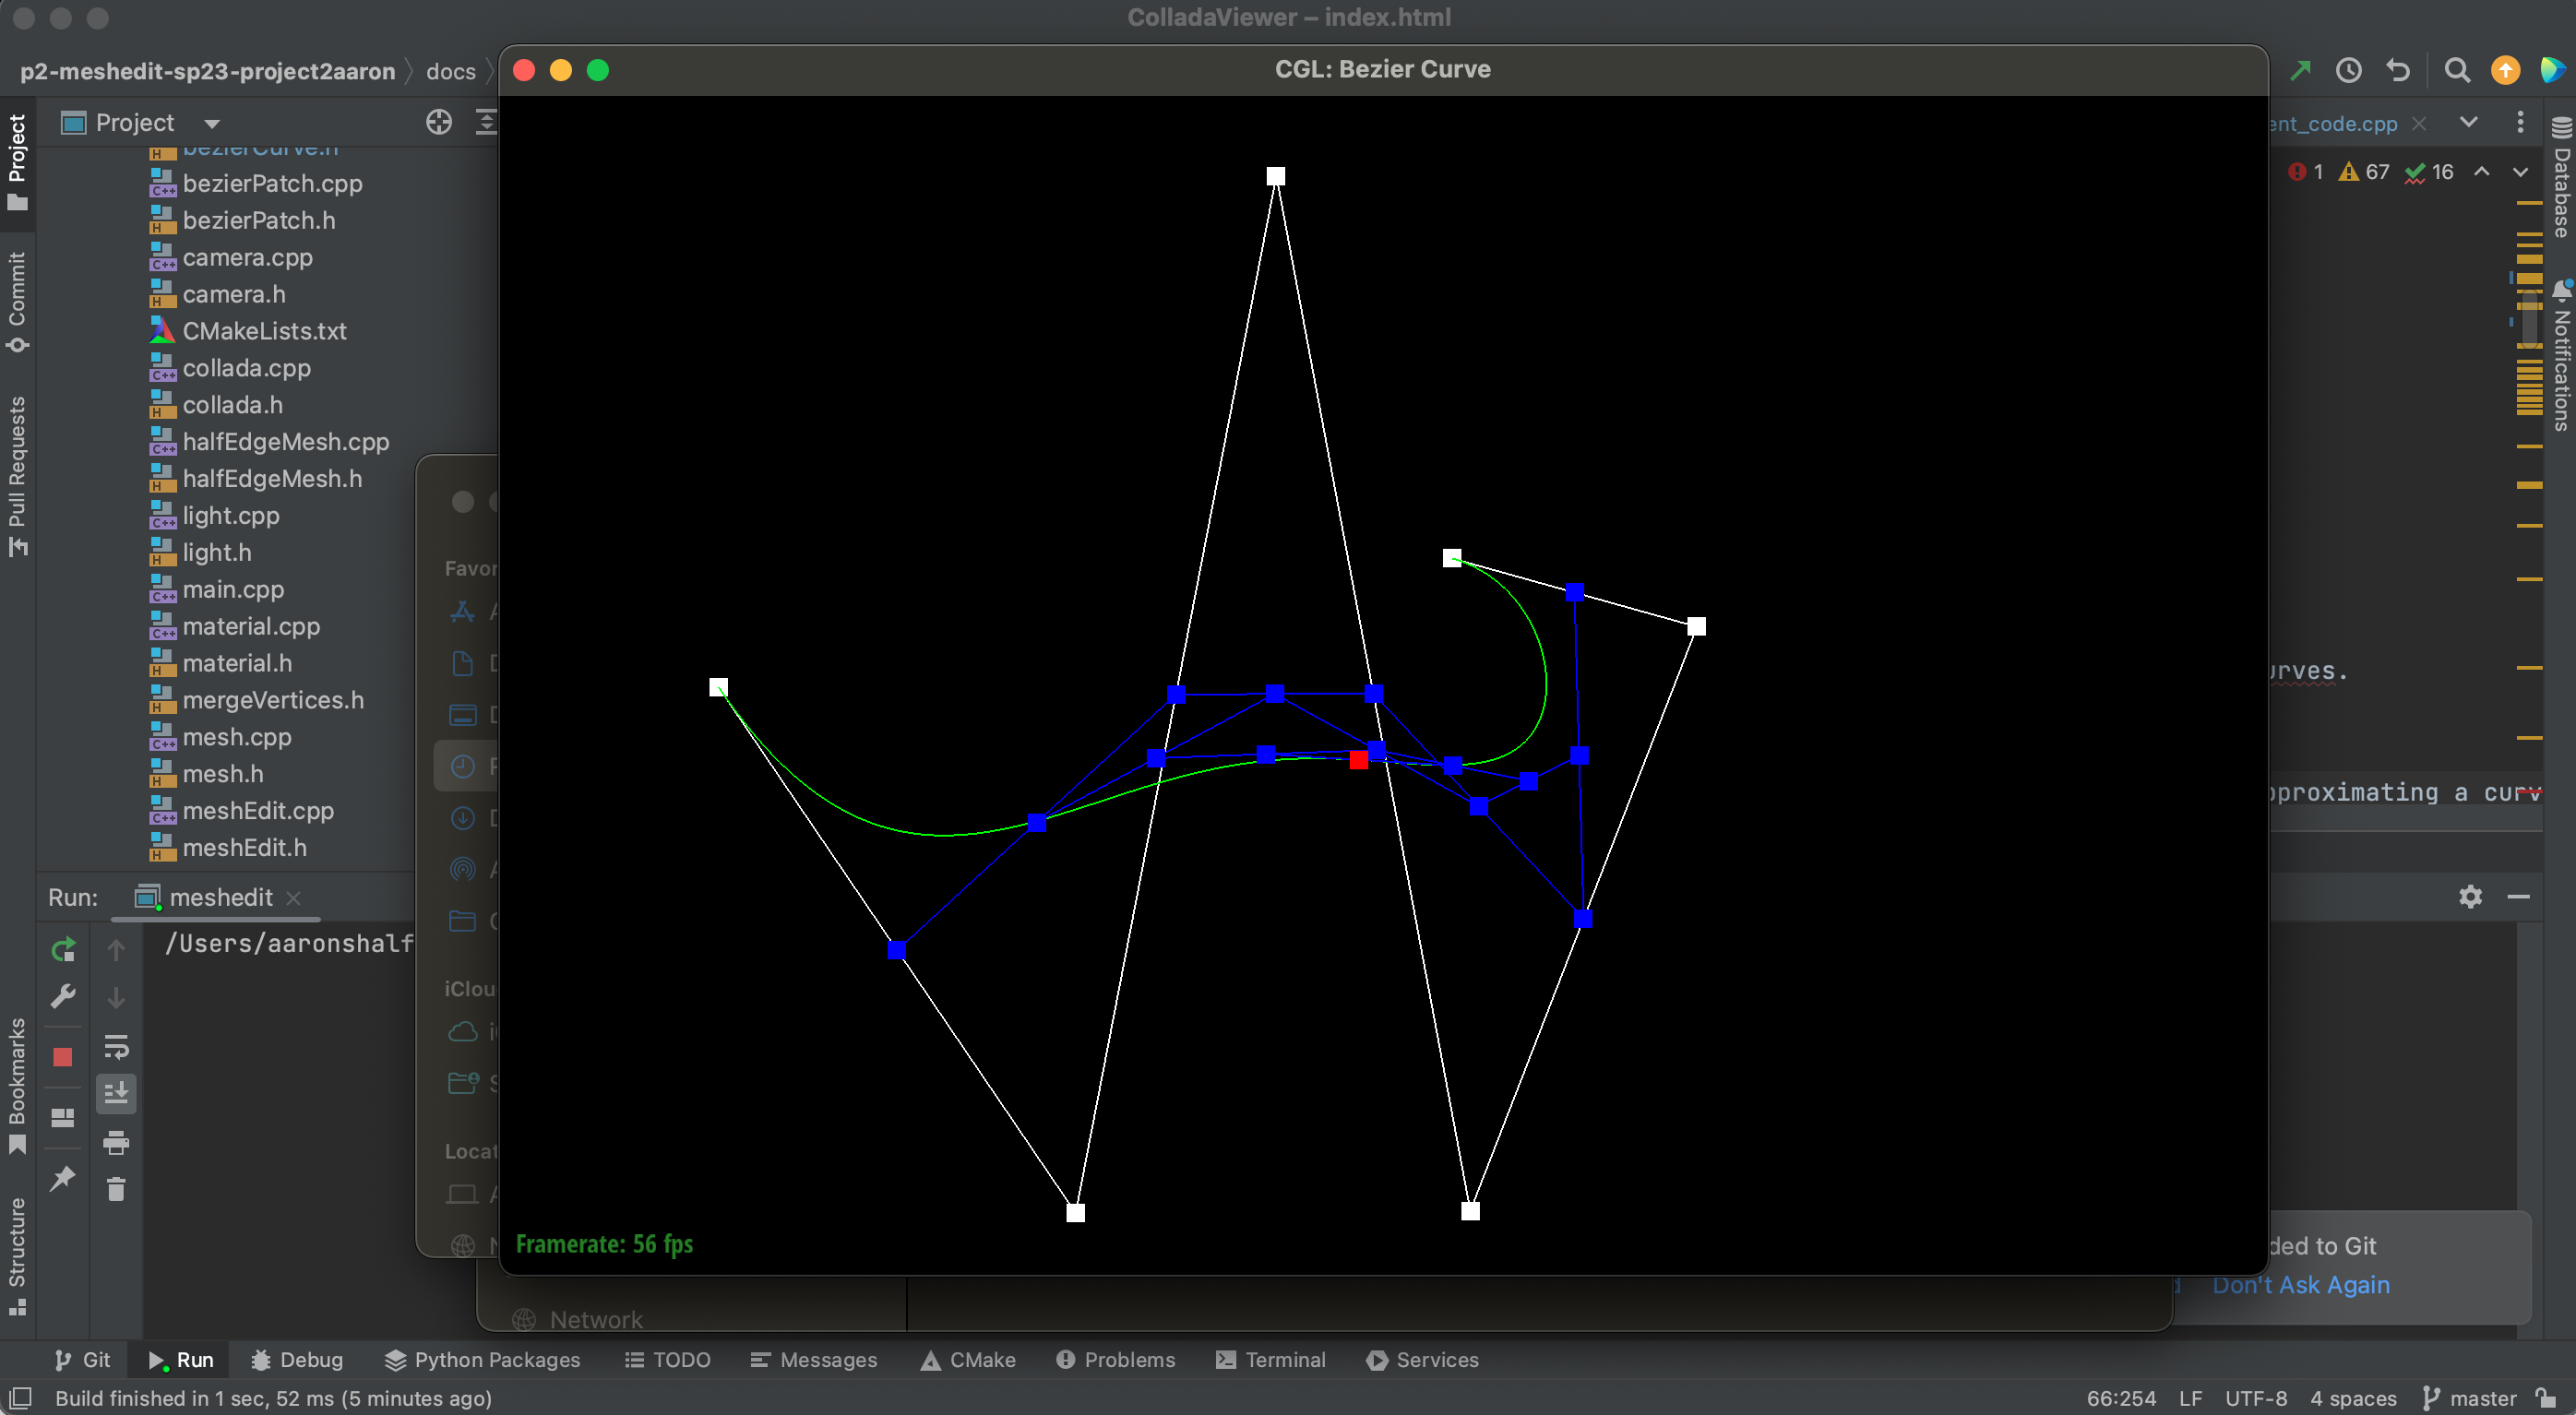 ColladaViewer – index.html
p2-meshedit-sp23-project2aaron
docs
CGL: Bezier Curve
Project
ent_code.cpp
1
67
16
Project
Commit
Pull Requests
Bookmarks
Structure
Database
Notifications
bezierCurve.h
bezierPatch.cpp
bezierPatch.h
camera.cpp
camera.h
CMakeLists.txt
collada.cpp
collada.h
halfEdgeMesh.cpp
halfEdgeMesh.h
light.cpp
light.h
main.cpp
material.cpp
material.h
mergeVertices.h
mesh.cpp
mesh.h
meshEdit.cpp
meshEdit.h
Favor
iClou
Locat
Network
urves.
pproximating a curv
Run:
meshedit
/Users/aaronshalf
Framerate: 56 fps
ded to Git
Don't Ask Again
Git
Run
Debug
Python Packages
TODO
Messages
CMake
Problems
Terminal
Services
Build finished in 1 sec, 52 ms (5 minutes ago)
66:254
LF
UTF-8
4 spaces
master